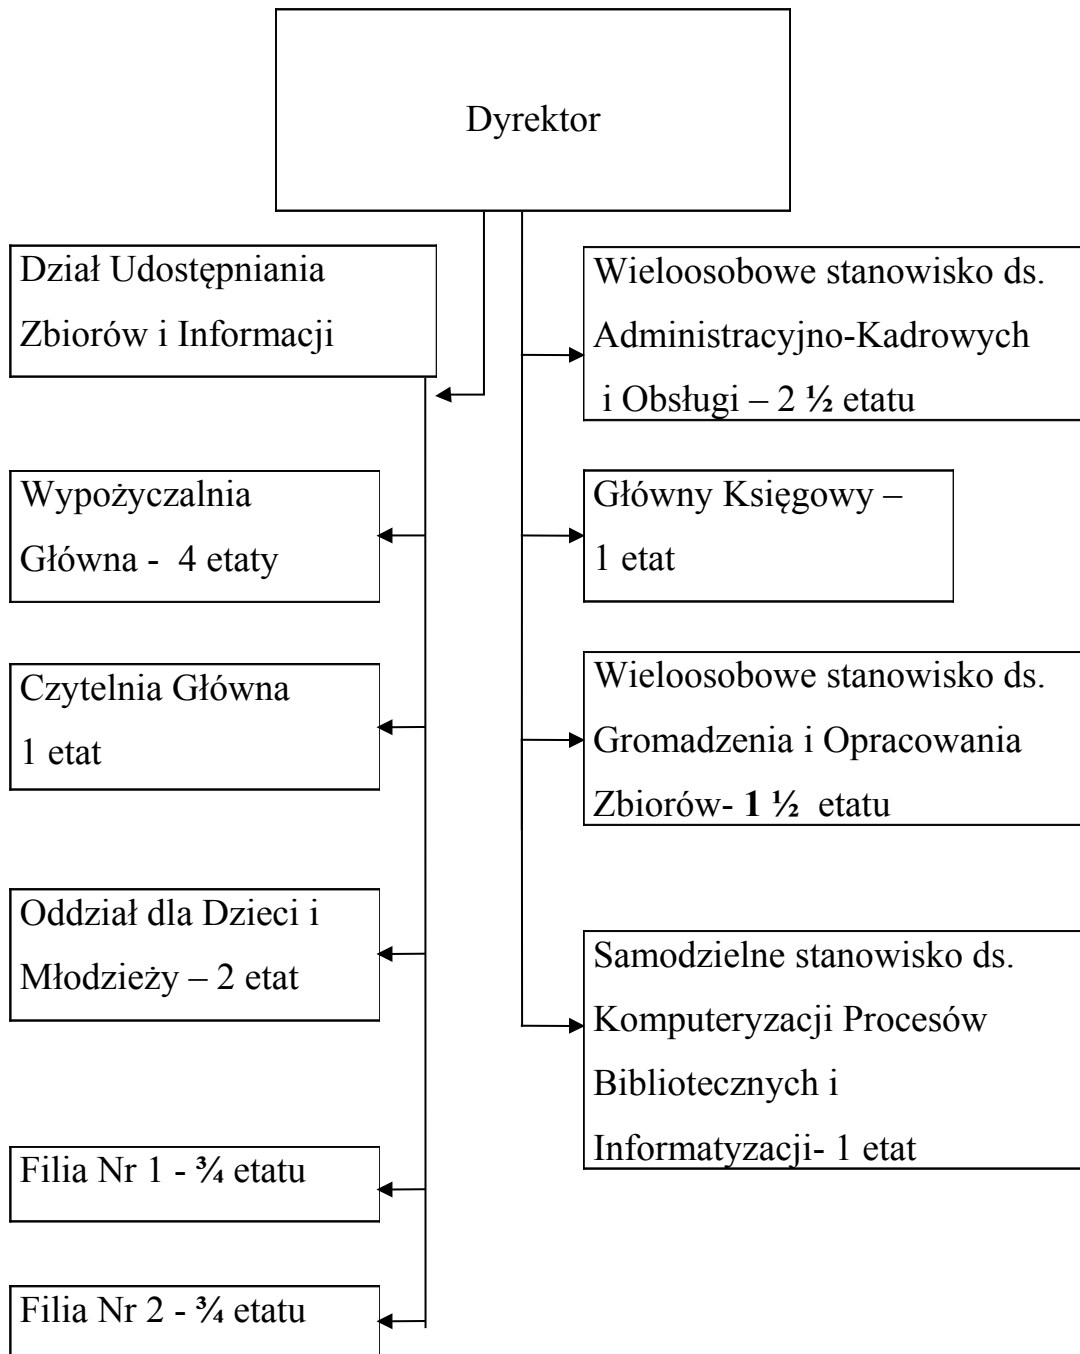 Dyrektor
Dział Udostępniania
Zbiorów i Informacji
Wypożyczalnia
Główna - 4 etaty
Czytelnia Główna
1 etat
Oddział dla Dzieci i
Młodzieży – 2 etat
Filia Nr 1 - ¾ etatu
Filia Nr 2 - ¾ etatu
Wieloosobowe stanowisko ds.
Administracyjno-Kadrowych
i Obsługi – 2 ½ etatu
Główny Księgowy –
1 etat
Wieloosobowe stanowisko ds.
Gromadzenia i Opracowania
Zbiorów- 1 ½ etatu
Samodzielne stanowisko ds.
Komputeryzacji Procesów
Bibliotecznych i
Informatyzacji- 1 etat